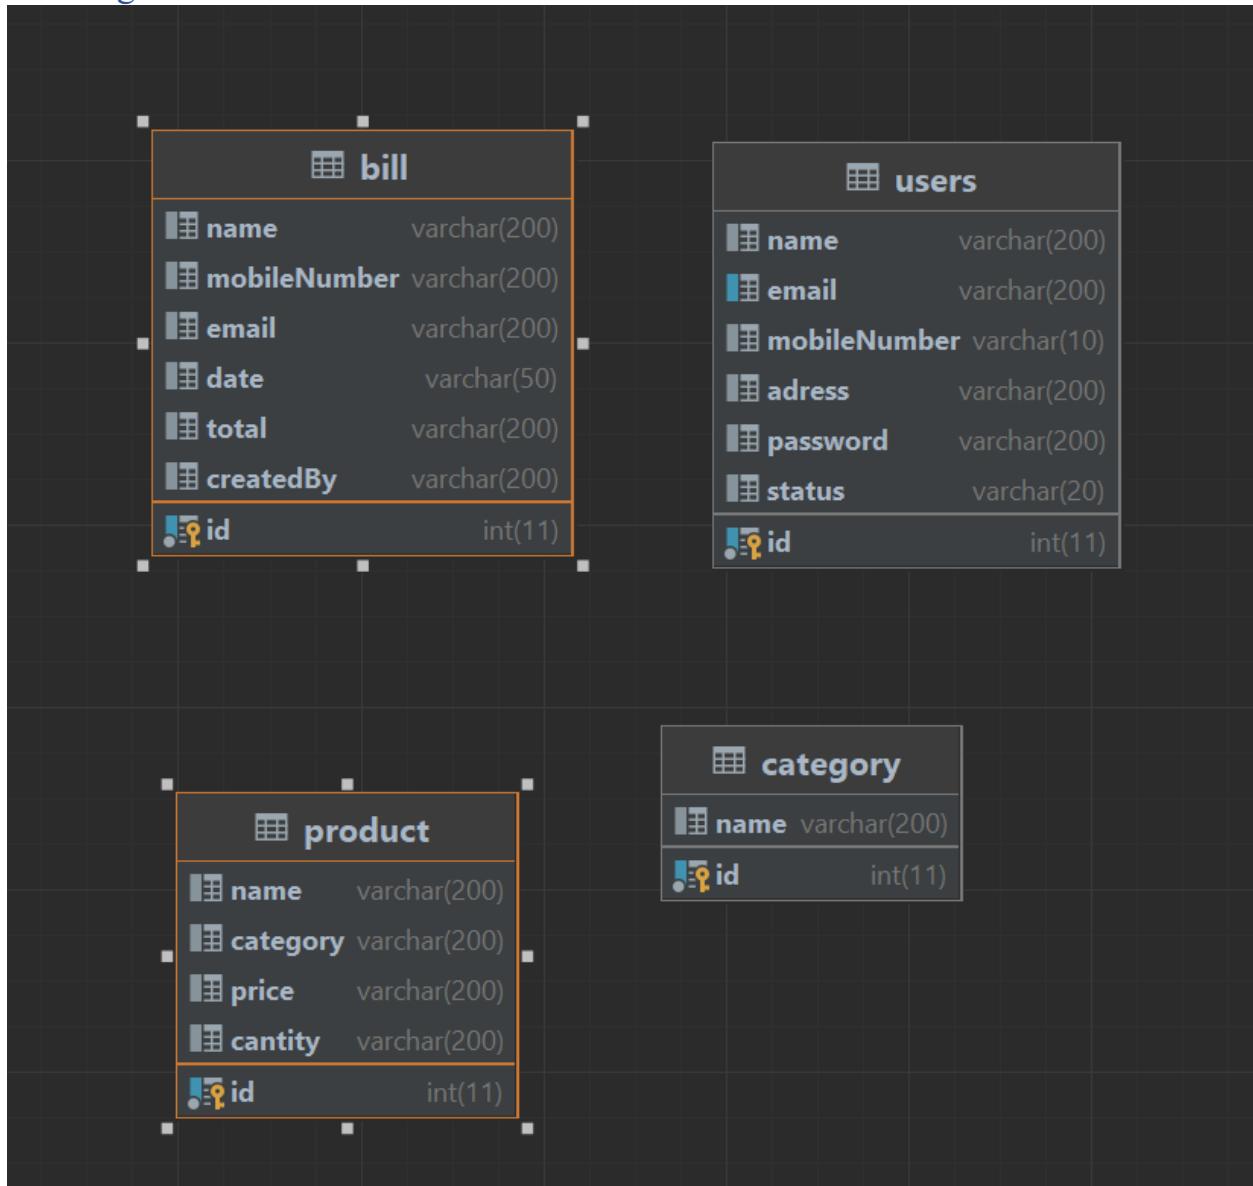 bill
name varchar(200)
mobileNumber varchar(200)
email varchar(200)
date varchar(50)
total varchar(200)
createdBy varchar(200)
id int(11)
users
name varchar(200)
email varchar(200)
mobileNumber varchar(10)
adress varchar(200)
password varchar(200)
status varchar(20)
id int(11)
product
name varchar(200)
category varchar(200)
price varchar(200)
cantity varchar(200)
id int(11)
category
name varchar(200)
id int(11)